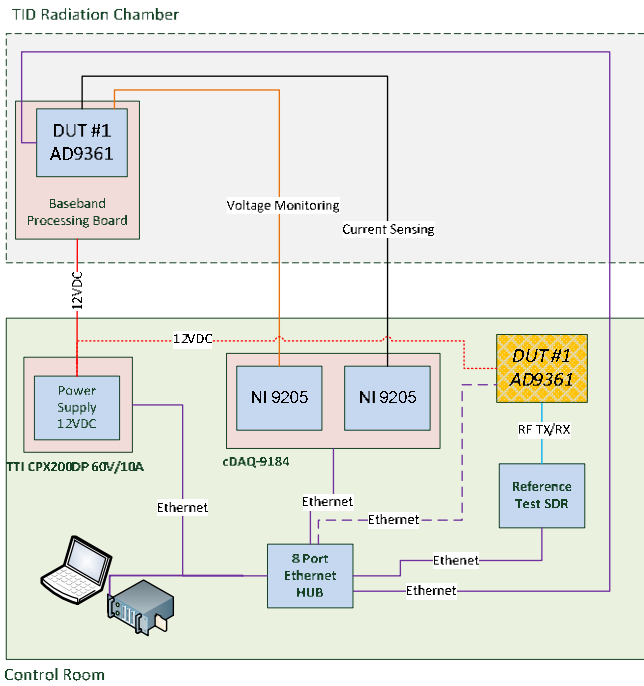 TID Radiation Chamber
DUT #1
AD9361
Baseband
Processing Board
Voltage Monitoring
Current Sensing
12VDC
12VDC
DUT #1
AD9361
Power
Supply
12VDC
NI 9205
NI 9205
RF TX/RX
TTI CPX200DP 60V/10A
cDAQ-9184
Reference
Test SDR
Ethernet
Ethernet
Ethernet
8 Port
Ethernet
HUB
Ethenet
Ethernet
Control Room